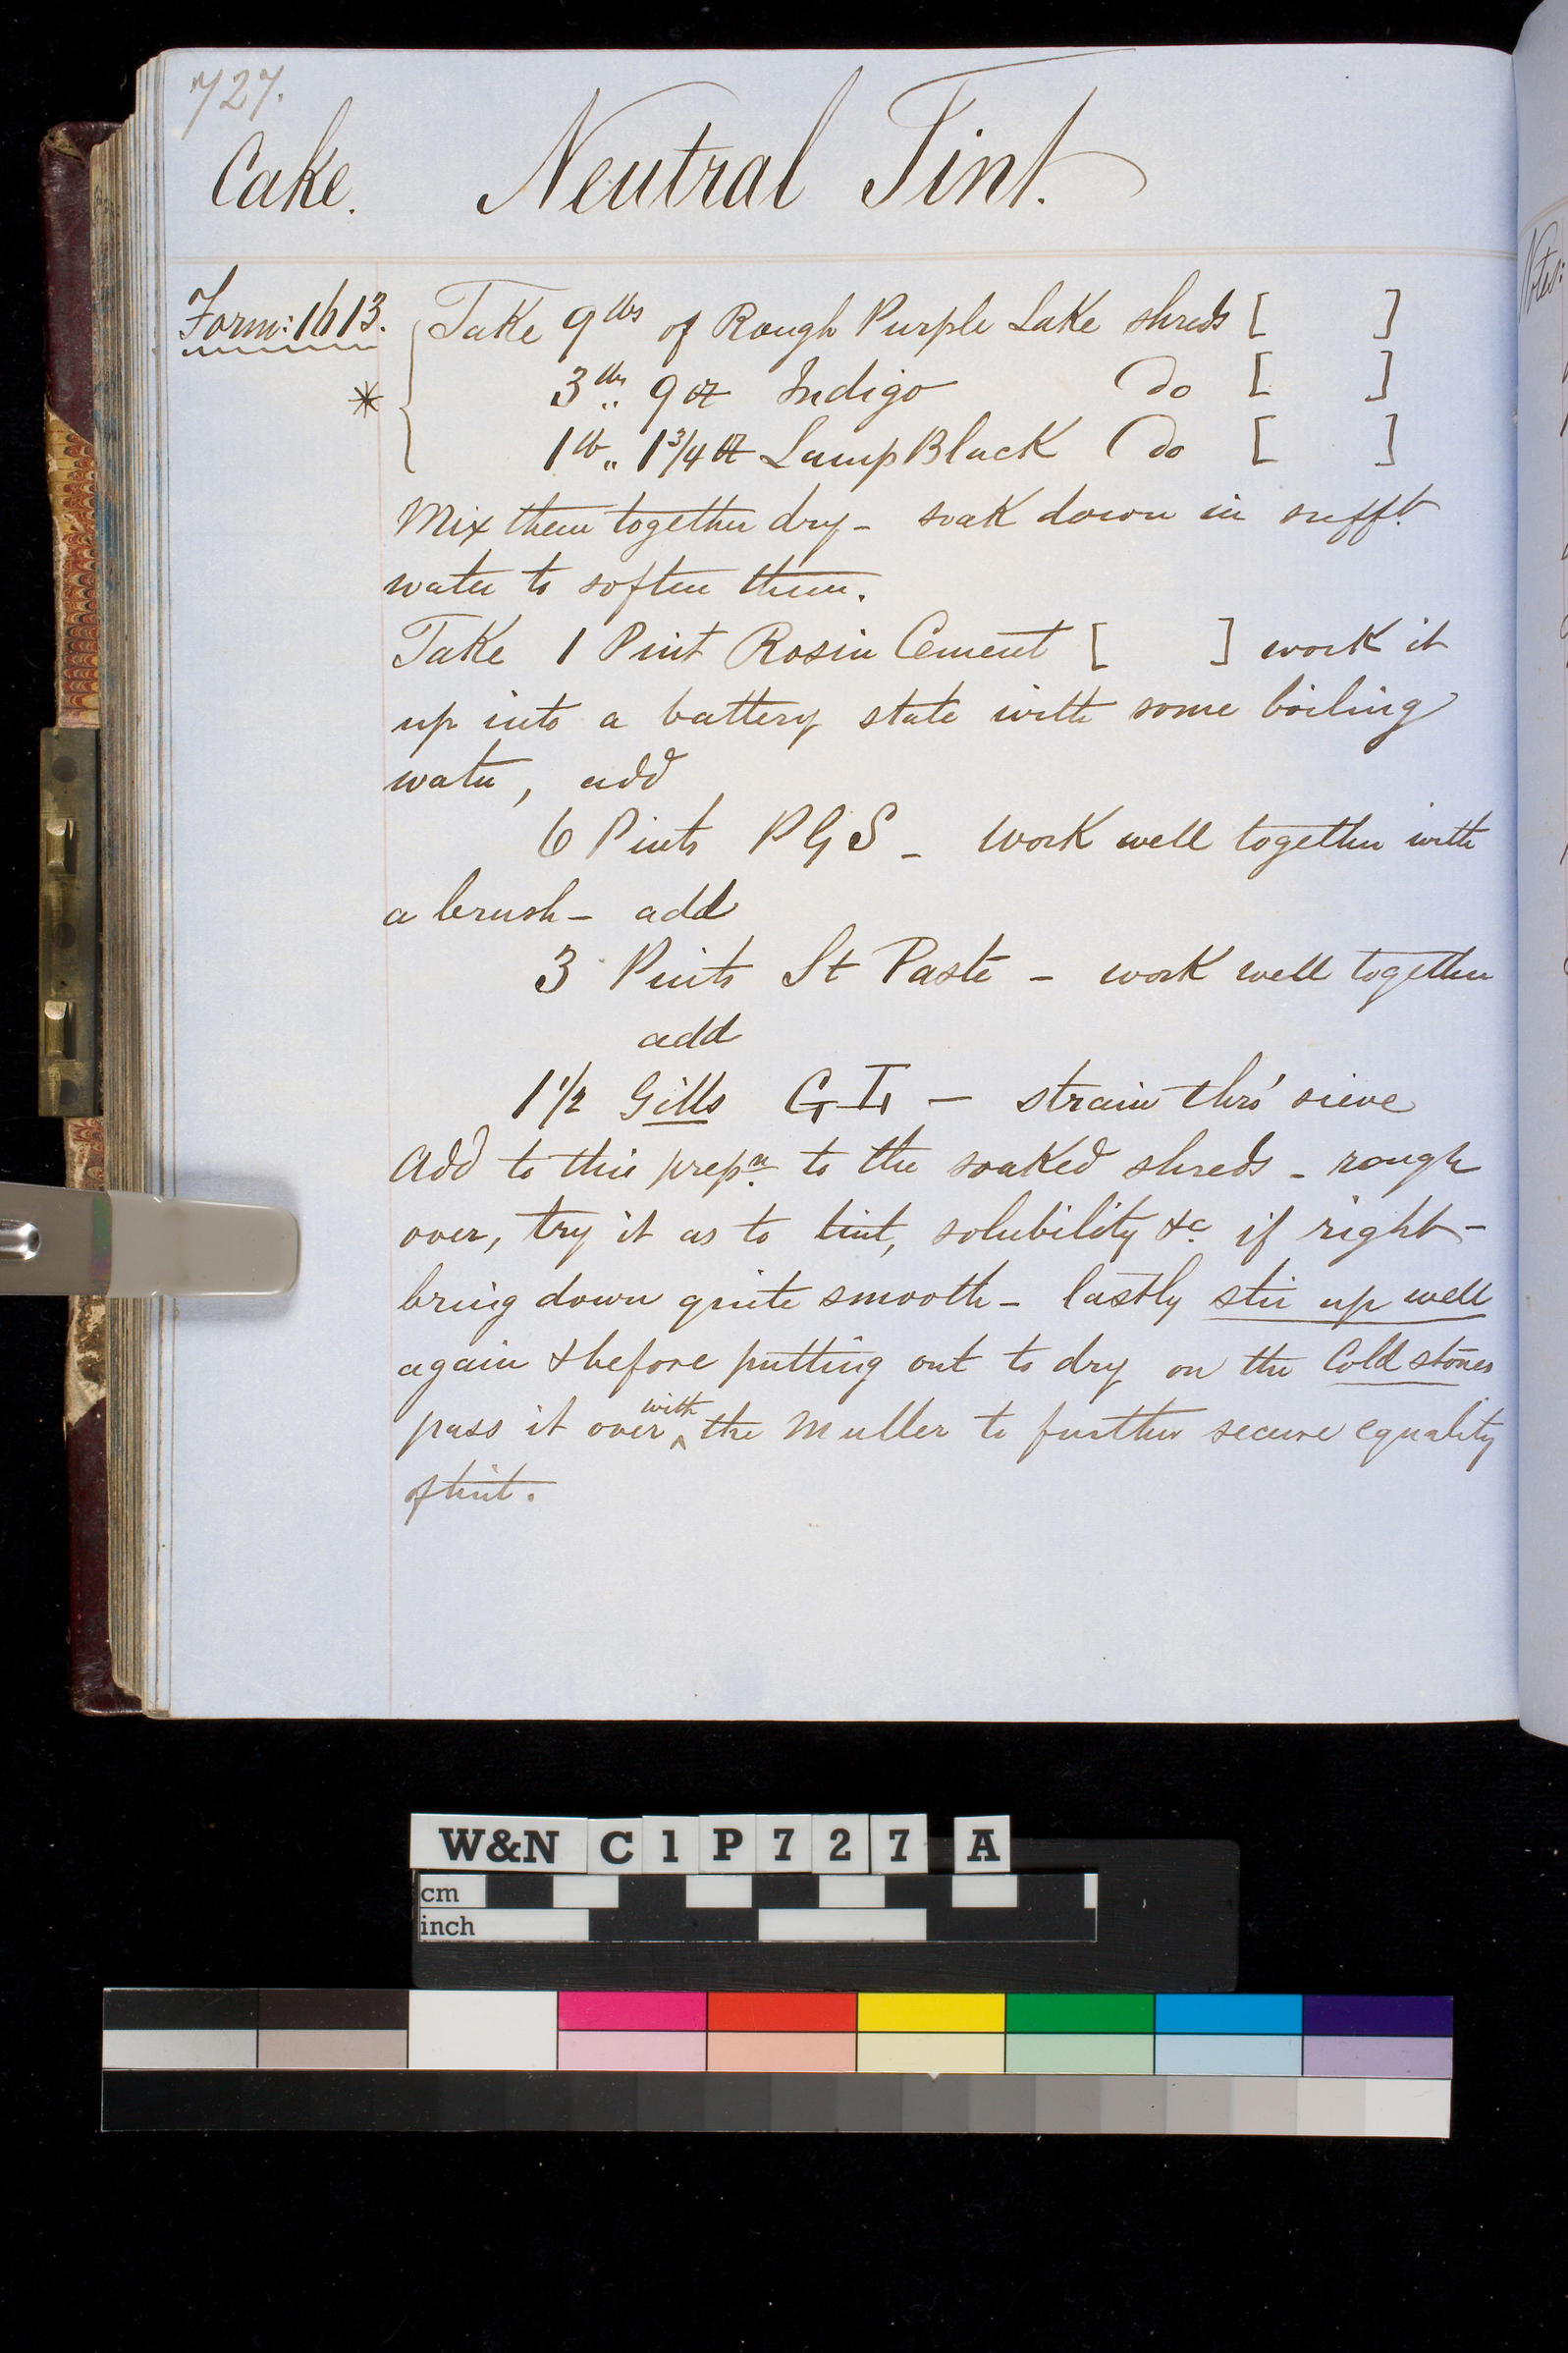 727.
Cake. Neutral Tint.
Form: 1613. Take 9 lbs of Rough Purple Lake shreds [ ]
* 3 lbs „ 9 oz Indigo Do [ ]
1 lb „ 1 3/4 oz Lamp Black Do [ ]
Mix them together dry - soak down in sufft
water to soften them.
Take 1 Pint Rosin Cement [ ] work it
up into a battery state with some boiling
water, add
6 Pints PGS - work well together with
a brush - add
3 Pints St Paste - work well together
add
1 1/2 Gills - strain thro' sieve
Add to this prepn to the soaked shreds - rough
over, try it as to tint, solubility &c if right -
bring down quite smooth - lastly stir up well
again & before putting out to dry on the Cold stones
pass it over with the Muller to further secure equality
of tint.
Notes:
W&N C1P727 A
cm
inch